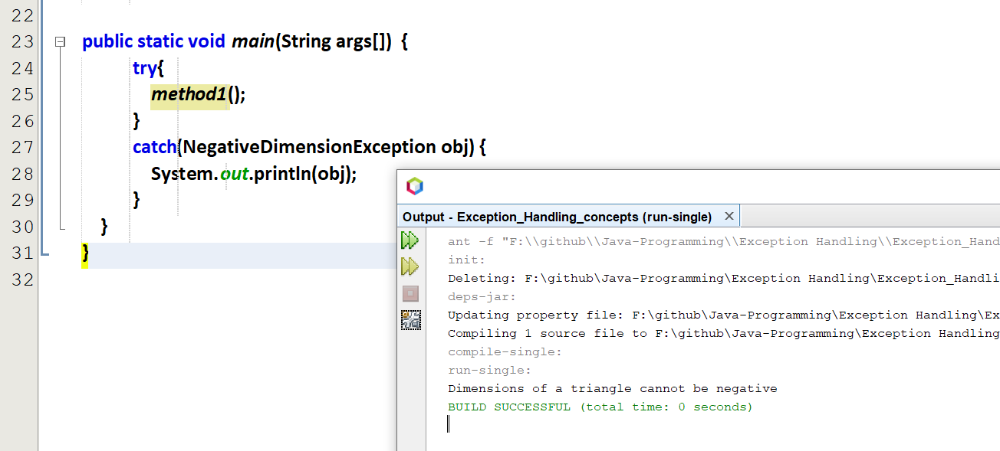 22
23 public static void main(String args[]) {
24 try{
25 method1();
26 }
27 catch(NegativeDimensionException obj) {
28 System.out.println(obj);
29 }
30 }
31 }
32
Output - Exception_Handling_concepts (run-single)
ant -f "F:\\github\\Java-Programming\\Exception Handling\\Exception_Hand
init:
Deleting: F:\github\Java-Programming\Exception Handling\Exception_Handli
deps-jar:
Updating property file: F:\github\Java-Programming\Exception Handling\Ex
Compiling 1 source file to F:\github\Java-Programming\Exception Handling
compile-single:
run-single:
Dimensions of a triangle cannot be negative
BUILD SUCCESSFUL (total time: 0 seconds)